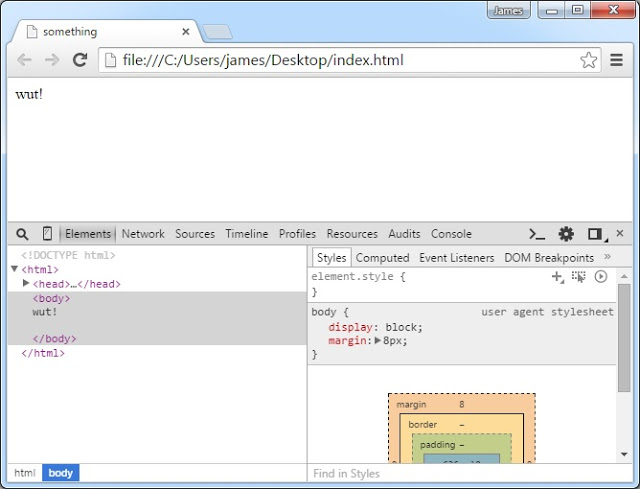 James
something
file:///C:/Users/james/Desktop/index.html
wut!
Elements Network Sources Timeline Profiles Resources Audits Console
<!DOCTYPE html>
<html>
<head>…</head>
<body>
wut!
</body>
</html>
html body
Styles Computed Event Listeners DOM Breakpoints »
element.style {
}
body { user agent stylesheet
display: block;
margin: 8px;
}
margin 8
border –
padding –
Find in Styles